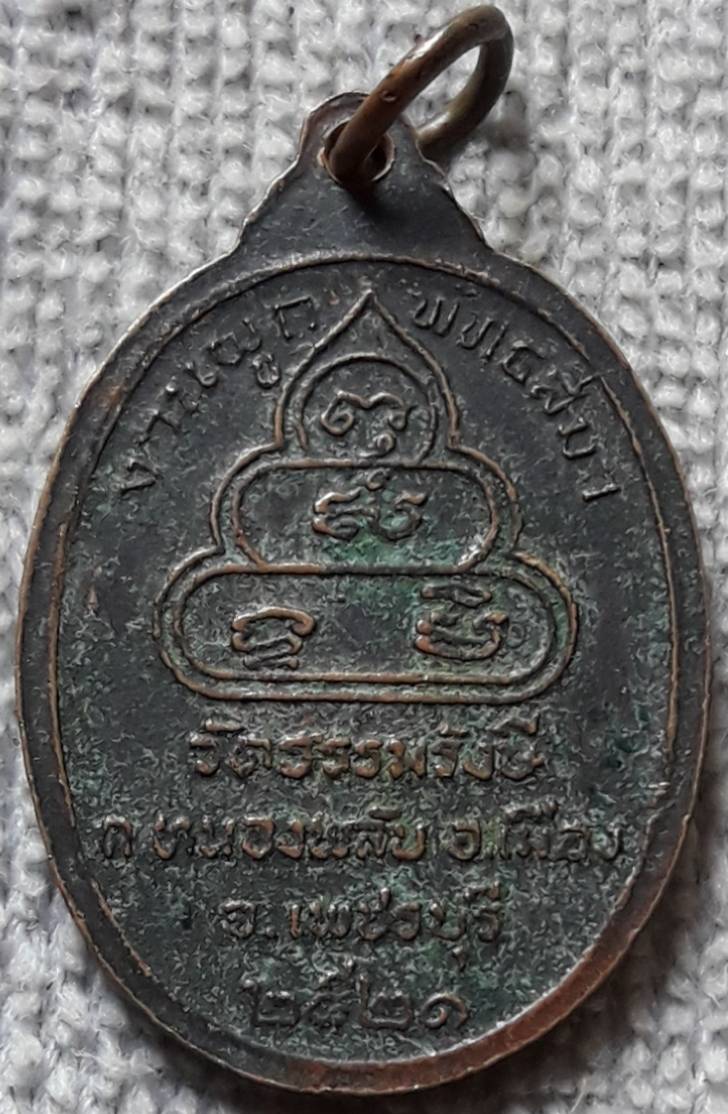 งานผูก พทธสีมา
วัดธรรมรังษี
ต หนองพลับ อ.เมือง
จ.เพชรบุรี
๒๕๒๑